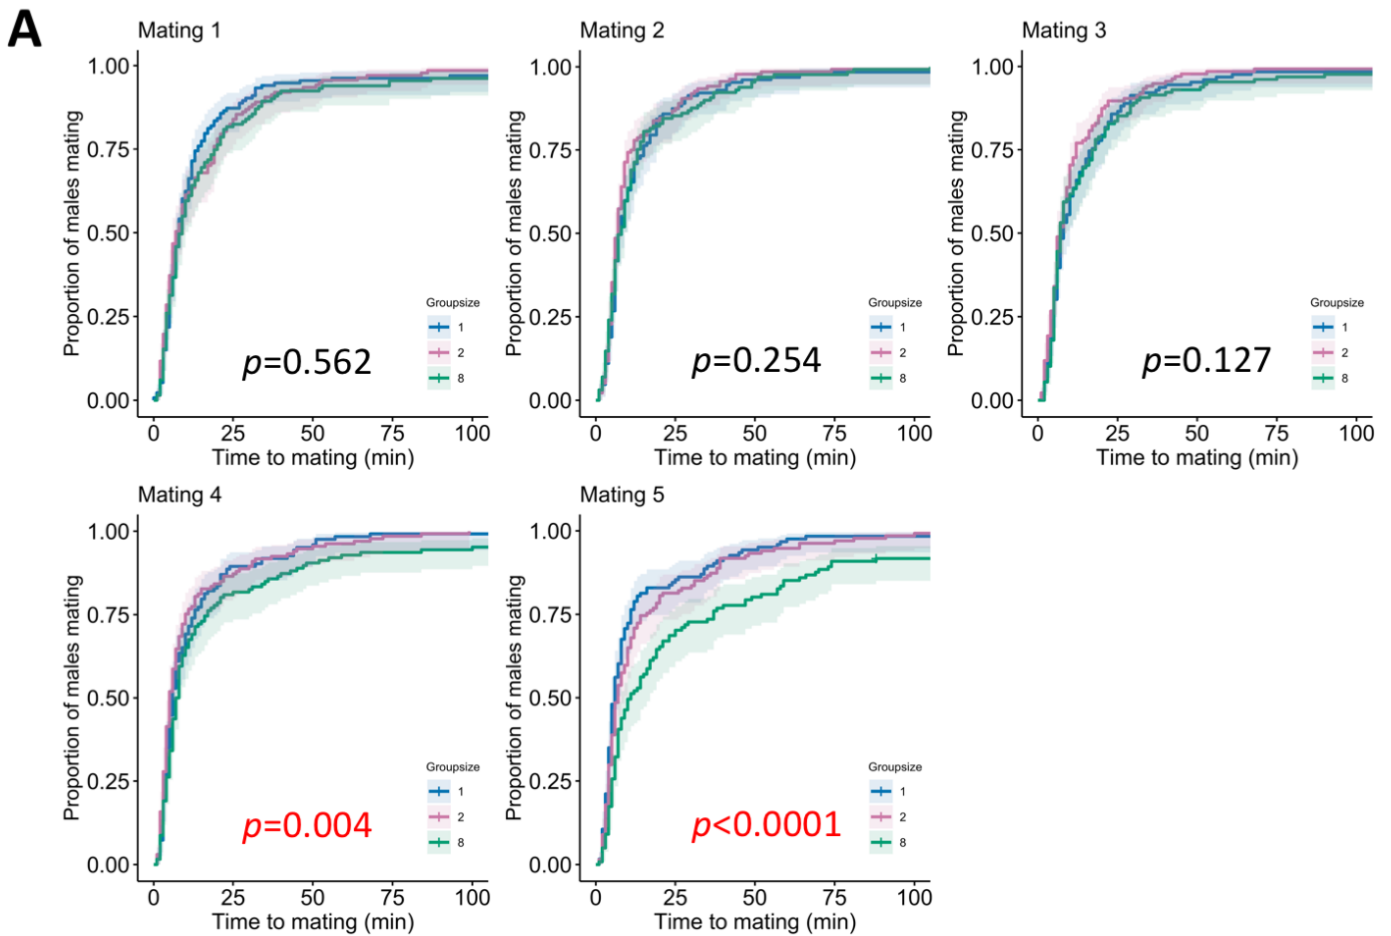 A
Mating 1
Proportion of males mating
1.00
0.75
0.50
0.25
0.00
0
25
50
75
100
Time to mating (min)
Groupsize
1
2
8
p=0.562
Mating 2
Proportion of males mating
1.00
0.75
0.50
0.25
0.00
0
25
50
75
100
Time to mating (min)
Groupsize
1
2
8
p=0.254
Mating 3
Proportion of males mating
1.00
0.75
0.50
0.25
0.00
0
25
50
75
100
Time to mating (min)
Groupsize
1
2
8
p=0.127
Mating 4
Proportion of males mating
1.00
0.75
0.50
0.25
0.00
0
25
50
75
100
Time to mating (min)
Groupsize
1
2
8
p=0.004
Mating 5
Proportion of males mating
1.00
0.75
0.50
0.25
0.00
0
25
50
75
100
Time to mating (min)
Groupsize
1
2
8
p<0.0001